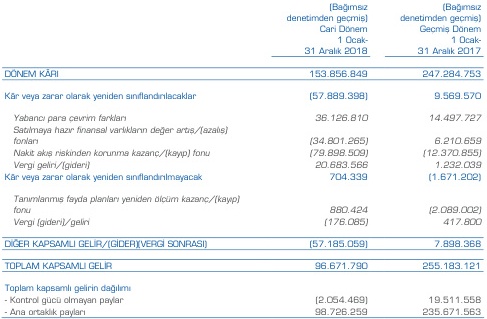 (Bağımsız (Bağımsız
denetimden geçmiş) denetimden geçmiş)
Cari Dönem Geçmiş Dönem
1 Ocak- 1 Ocak-
31 Aralık 2018 31 Aralık 2017
DÖNEM KÂRI 153.856.849 247.284.753
Kâr veya zarar olarak yeniden sınıflandırılacaklar (57.889.398) 9.569.570
Yabancı para çevrim farkları 36.126.810 14.497.727
Satılmaya hazır finansal varlıkların değer artış/(azalış)
fonları (34.801.265) 6.210.659
Nakit akış riskinden korunma kazanç/(kayıp) fonu (79.898.509) (12.370.855)
Vergi gelir/(gideri) 20.683.566 1.232.039
Kâr veya zarar olarak yeniden sınıflandırılmayacak 704.339 (1.671.202)
Tanımlanmış fayda planları yeniden ölçüm kazanç/(kayıp)
fonu 880.424 (2.089.002)
Vergi (gideri)/geliri (176.085) 417.800
DİĞER KAPSAMLI GELİR/(GİDER)(VERGİ SONRASI) (57.185.059) 7.898.368
TOPLAM KAPSAMLI GELİR 96.671.790 255.183.121
Toplam kapsamlı gelirin dağılımı
- Kontrol gücü olmayan paylar (2.054.469) 19.511.558
- Ana ortaklık payları 98.726.259 235.671.563